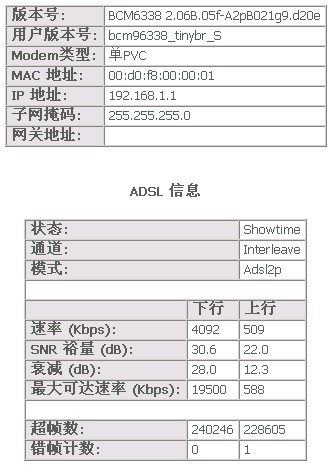 版本号: BCM6338 2.06B.05f-A2pB021g9.d20e
用户版本号: bcm96338_tinybr_S
Modem类型: 单PVC
MAC 地址: 00:d0:f8:00:00:01
IP 地址: 192.168.1.1
子网掩码: 255.255.255.0
网关地址:
ADSL 信息
状态: Showtime
通道: Interleave
模式: Adsl2p
下行 上行
速率 (Kbps): 4092 509
SNR 裕量 (dB): 30.6 22.0
衰减 (dB): 28.0 12.3
最大可达速率 (Kbps): 19500 588
超帧数: 240246 228605
错帧计数: 0 1